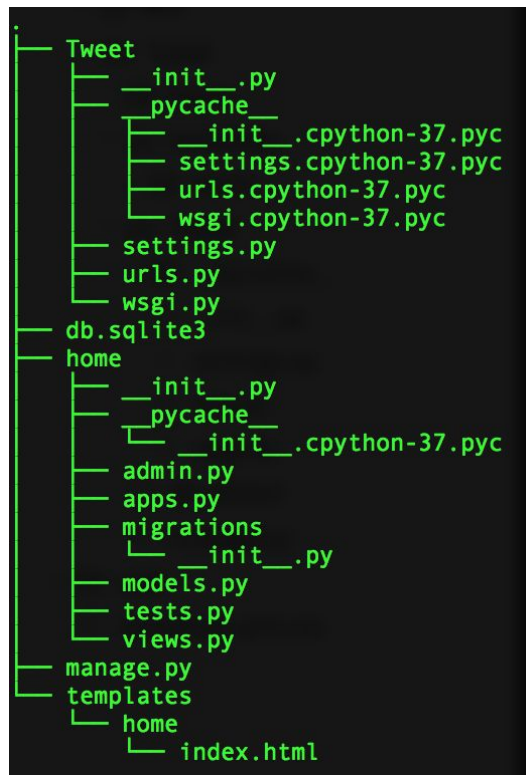 .
├── Tweet
│   ├── __init__.py
│   ├── __pycache__
│   │   ├── __init__.cpython-37.pyc
│   │   ├── settings.cpython-37.pyc
│   │   ├── urls.cpython-37.pyc
│   │   └── wsgi.cpython-37.pyc
│   ├── settings.py
│   ├── urls.py
│   └── wsgi.py
├── db.sqlite3
├── home
│   ├── __init__.py
│   ├── __pycache__
│   │   └── __init__.cpython-37.pyc
│   ├── admin.py
│   ├── apps.py
│   ├── migrations
│   │   └── __init__.py
│   ├── models.py
│   ├── tests.py
│   └── views.py
├── manage.py
└── templates
    └── home
        └── index.html